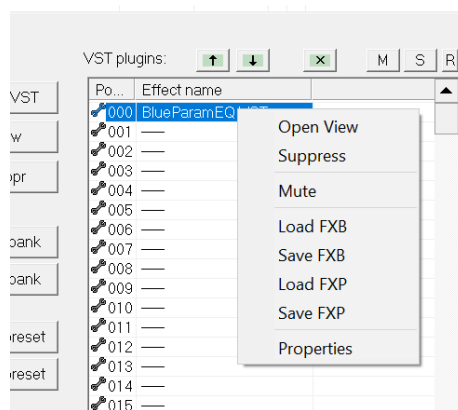 VST plugins:
M S R
Po... Effect name
VST
000 BlueParamEQ
Open View
001
w
002
Suppress
003
ppr
004
Mute
005
006
Load FXB
bank
007
Save FXB
008
bank
009
Load FXP
010
Save FXP
011
preset
012
Properties
013
preset
014
015